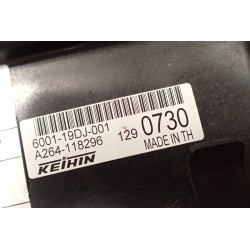 6001-19DJ-001
A264-118296 129 0730
KEIHIN MADE IN TH